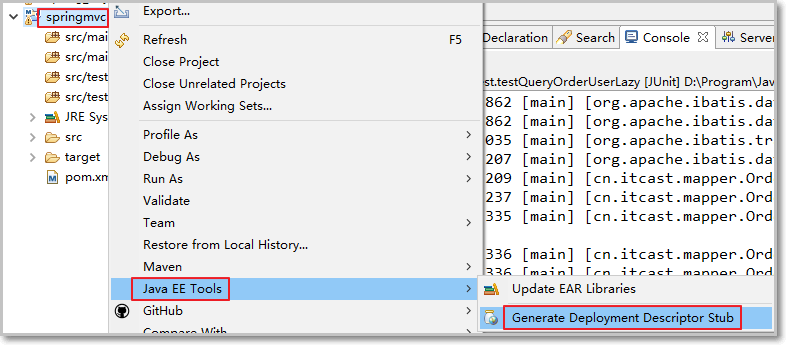 springmvc
src/mai
src/mai
src/test
src/test
JRE Sys
src
target
pom.xm
Export...
Refresh F5
Close Project
Close Unrelated Projects
Assign Working Sets...
Profile As
Debug As
Run As
Validate
Team
Restore from Local History...
Maven
Java EE Tools
GitHub
Compare With
Update EAR Libraries
Generate Deployment Descriptor Stub
Declaration Search Console Server
st.testQueryOrderUserLazy [JUnit] D:\Program\Jav
862 [main] [org.apache.ibatis.da
862 [main] [org.apache.ibatis.da
035 [main] [org.apache.ibatis.tr
207 [main] [org.apache.ibatis.da
209 [main] [cn.itcast.mapper.Ord
237 [main] [cn.itcast.mapper.Ord
335 [main] [cn.itcast.mapper.Ord
336 [main] [cn.itcast.mapper.Ord
336 [main] [cn.itcast.mapper.Ord